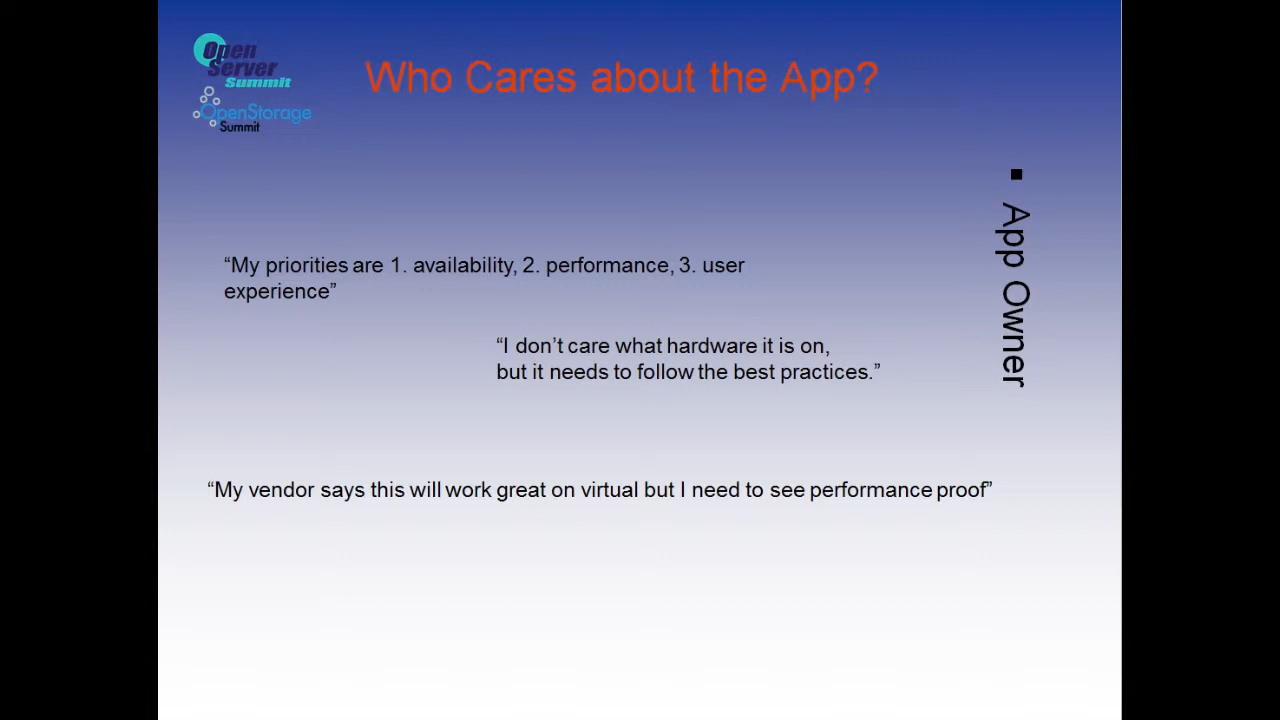 Open
Server
Summit
OpenStorage
Summit
Who Cares about the App?
▪ App Owner
“My priorities are 1. availability, 2. performance, 3. user
experience”
“I don’t care what hardware it is on,
but it needs to follow the best practices.”
“My vendor says this will work great on virtual but I need to see performance proof”